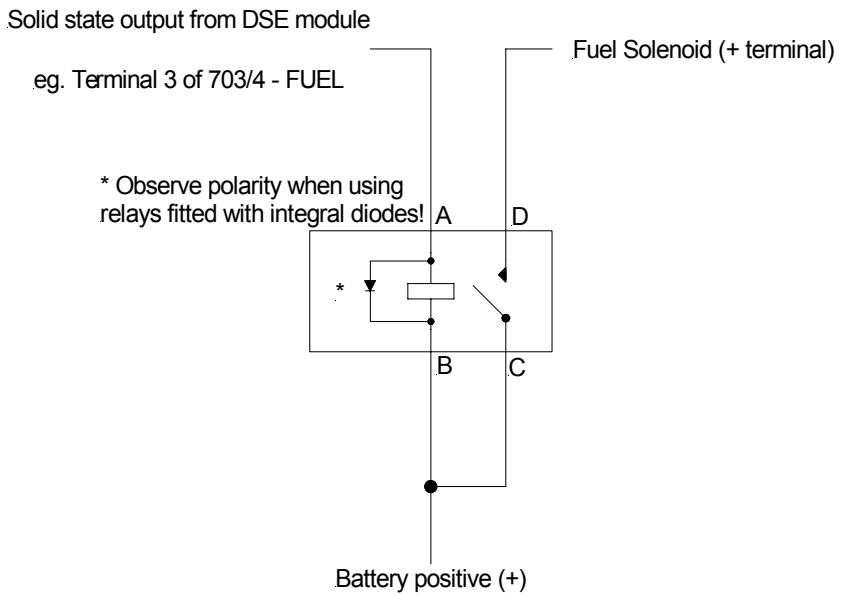 Solid state output from DSE module
Fuel Solenoid (+ terminal)
eg. Terminal 3 of 703/4 - FUEL
* Observe polarity when using
relays fitted with integral diodes!
A
D
*
B
C
Battery positive (+)